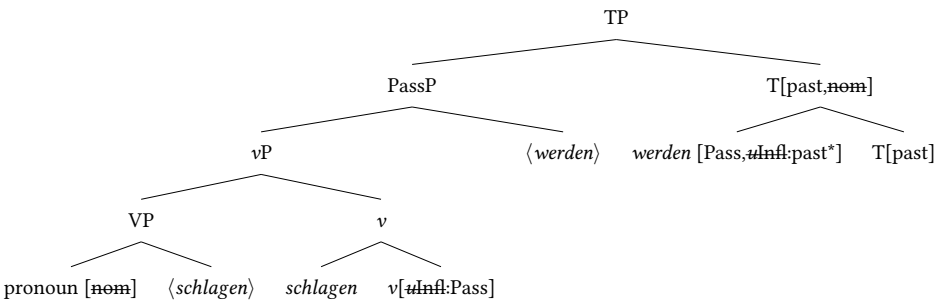 TP
PassP T[past,nom]
vP ⟨werden⟩ werden [Pass,uInfl:past*] T[past]
VP v
pronoun [nom] ⟨schlagen⟩ schlagen v[uInfl:Pass]